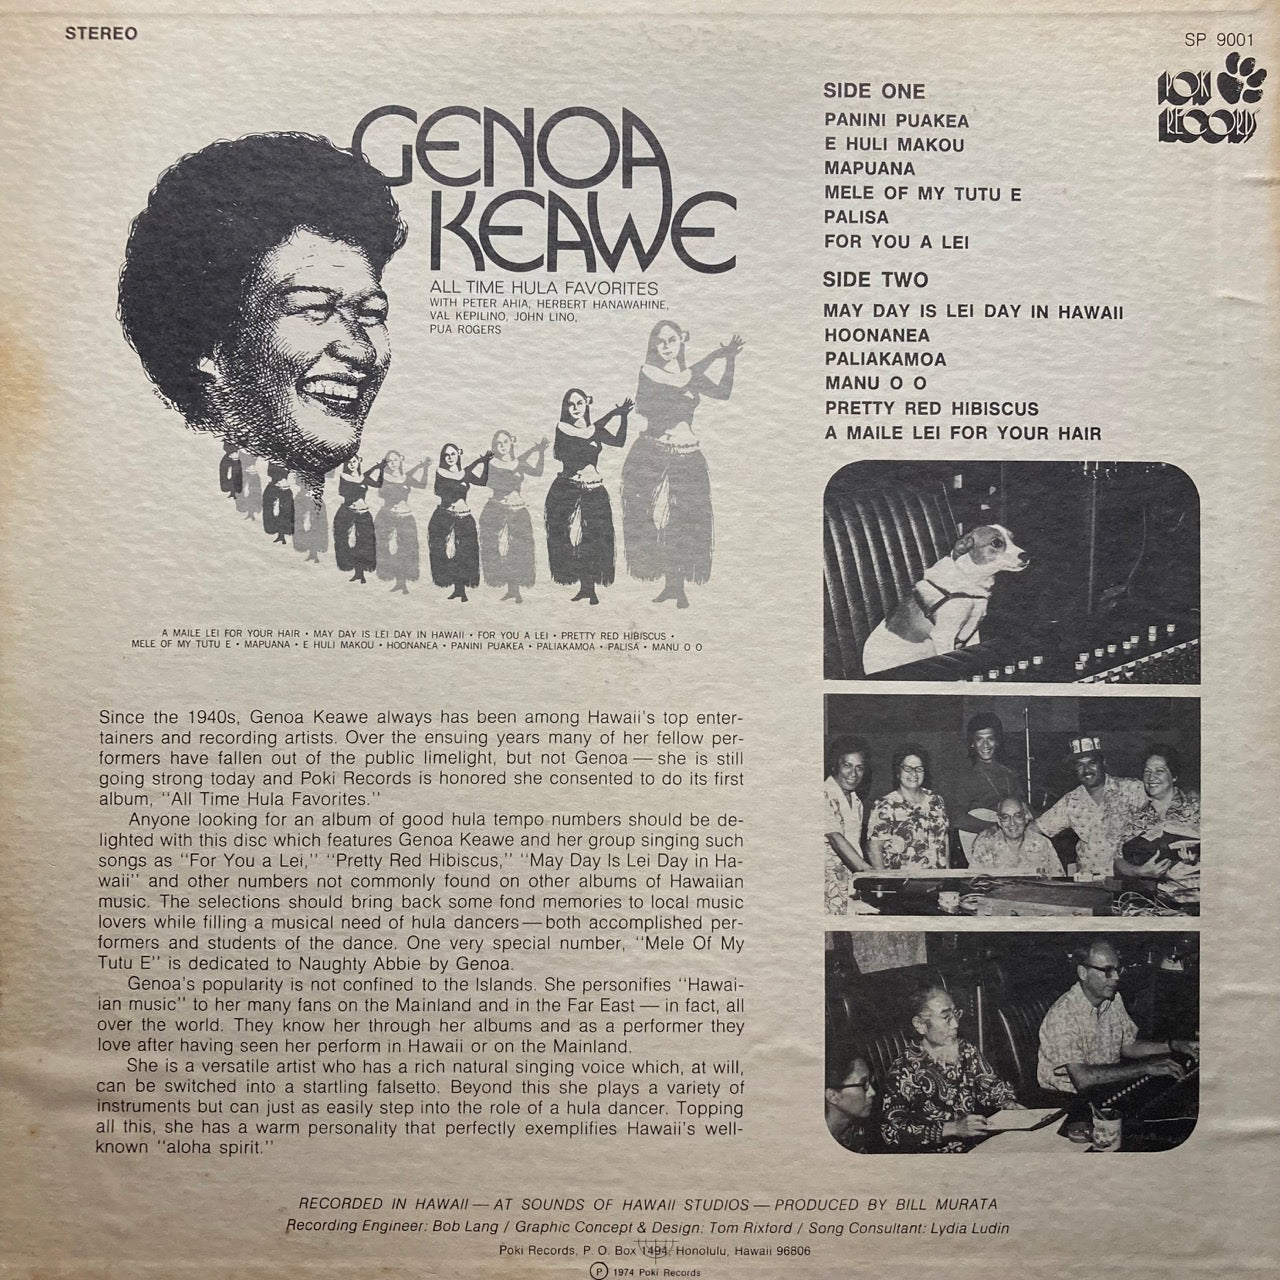 STEREO
SP 9001
POKI
RECORDS
GENOA
KEAWE
ALL TIME HULA FAVORITES
WITH PETER AHIA, HERBERT HANAWAHINE,
VAL KEPILINO, JOHN LINO,
PUA ROGERS
A MAILE LEI FOR YOUR HAIR • MAY DAY IS LEI DAY IN HAWAII • FOR YOU A LEI • PRETTY RED HIBISCUS •
MELE OF MY TUTU E • MAPUANA • E HULI MAKOU • HOONANEA • PANINI PUAKEA • PALIAKAMOA • PALISA • MANU O O
Since the 1940s, Genoa Keawe always has been among Hawaii's top enter-
tainers and recording artists. Over the ensuing years many of her fellow per-
formers have fallen out of the public limelight, but not Genoa — she is still
going strong today and Poki Records is honored she consented to do its first
album, "All Time Hula Favorites."
Anyone looking for an album of good hula tempo numbers should be de-
lighted with this disc which features Genoa Keawe and her group singing such
songs as "For You a Lei," "Pretty Red Hibiscus," "May Day Is Lei Day in Ha-
waii" and other numbers not commonly found on other albums of Hawaiian
music. The selections should bring back some fond memories to local music
lovers while filling a musical need of hula dancers — both accomplished per-
formers and students of the dance. One very special number, "Mele Of My
Tutu E" is dedicated to Naughty Abbie by Genoa.
Genoa's popularity is not confined to the Islands. She personifies "Hawai-
ian music" to her many fans on the Mainland and in the Far East — in fact, all
over the world. They know her through her albums and as a performer they
love after having seen her perform in Hawaii or on the Mainland.
She is a versatile artist who has a rich natural singing voice which, at will,
can be switched into a startling falsetto. Beyond this she plays a variety of
instruments but can just as easily step into the role of a hula dancer. Topping
all this, she has a warm personality that perfectly exemplifies Hawaii's well-
known "aloha spirit."
SIDE ONE
PANINI PUAKEA
E HULI MAKOU
MAPUANA
MELE OF MY TUTU E
PALISA
FOR YOU A LEI
SIDE TWO
MAY DAY IS LEI DAY IN HAWAII
HOONANEA
PALIAKAMOA
MANU O O
PRETTY RED HIBISCUS
A MAILE LEI FOR YOUR HAIR
RECORDED IN HAWAII — AT SOUNDS OF HAWAII STUDIOS — PRODUCED BY BILL MURATA
Recording Engineer: Bob Lang / Graphic Concept & Design: Tom Rixford / Song Consultant: Lydia Ludin
Poki Records, P. O. Box 1494, Honolulu, Hawaii 96806
Ⓟ 1974 Poki Records